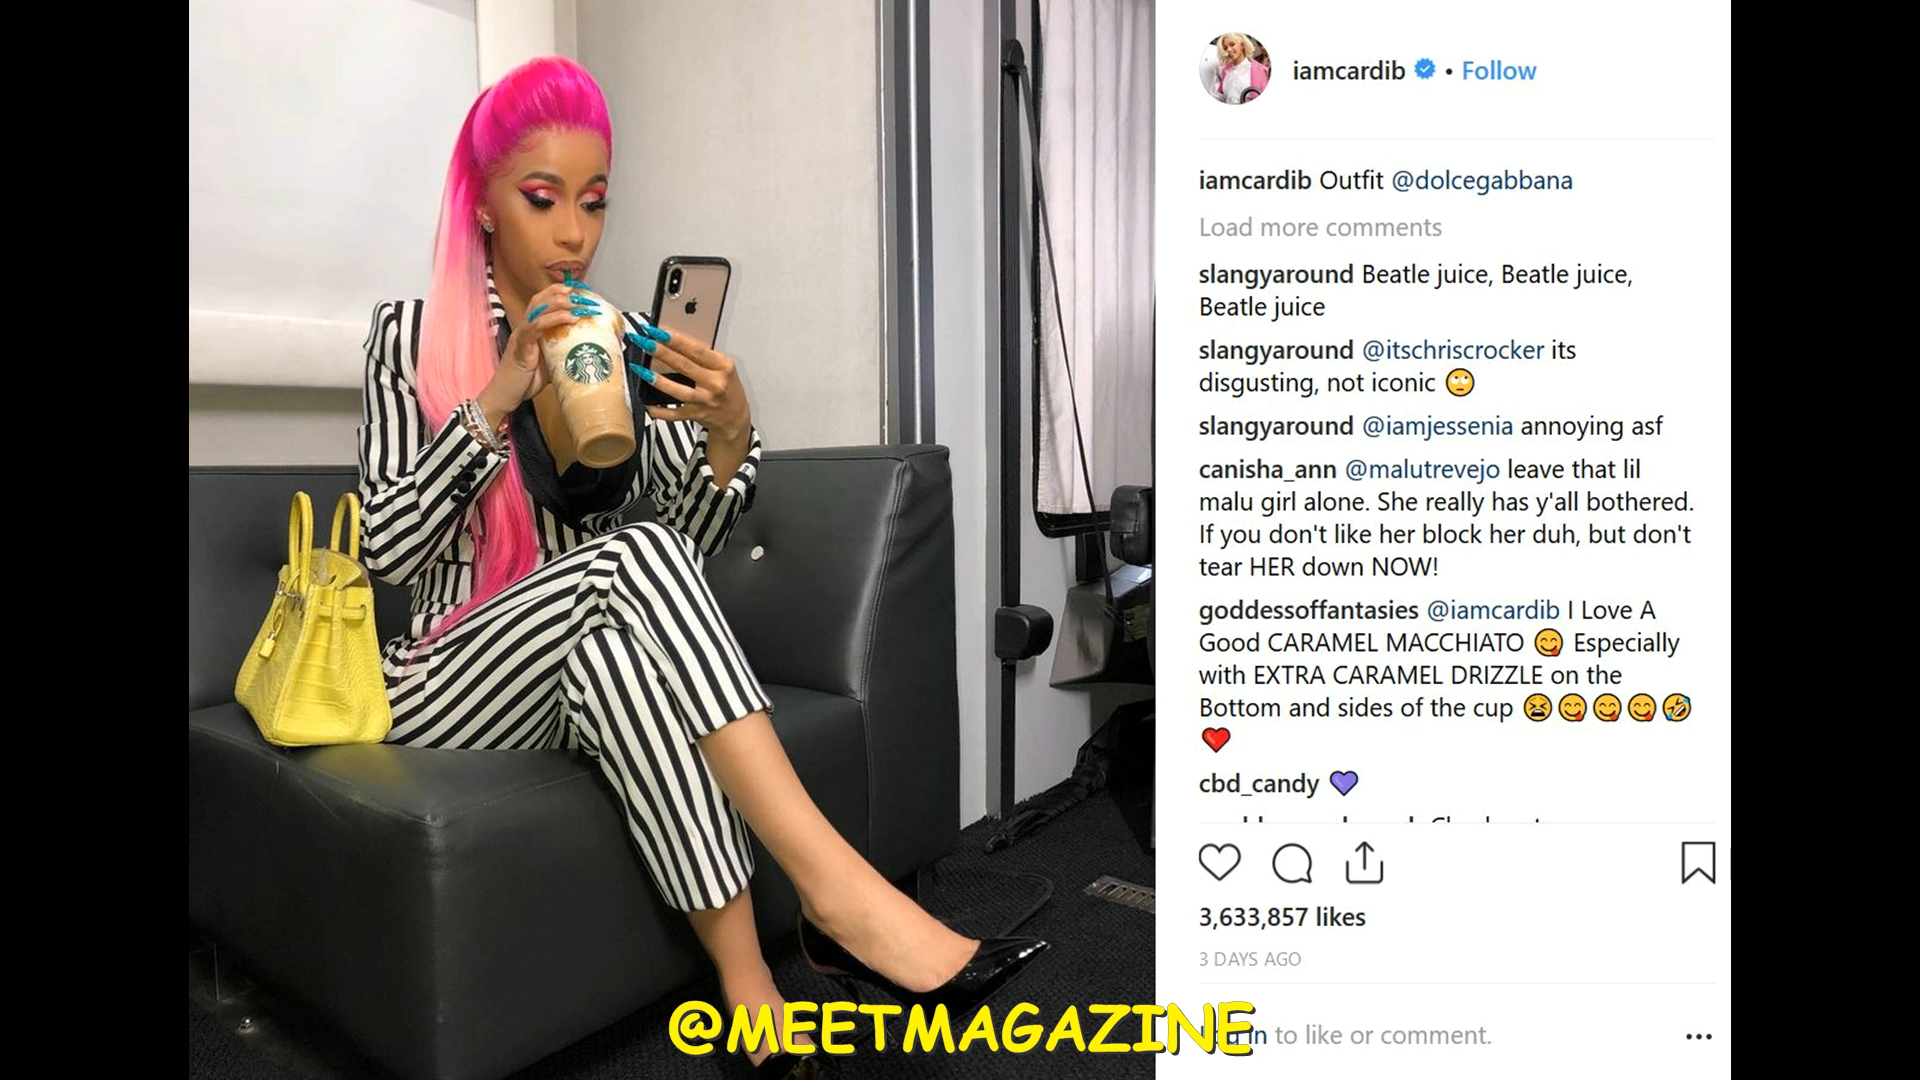 iamcardib • Follow
iamcardib Outfit @dolcegabbana
Load more comments
slangyaround Beatle juice, Beatle juice,
Beatle juice
slangyaround @itschriscrocker its
disgusting, not iconic 🙄
slangyaround @iamjessenia annoying asf
canisha_ann @malutrevejo leave that lil
malu girl alone. She really has y'all bothered.
If you don't like her block her duh, but don't
tear HER down NOW!
goddessoffantasies @iamcardib I Love A
Good CARAMEL MACCHIATO 😋 Especially
with EXTRA CARAMEL DRIZZLE on the
Bottom and sides of the cup 😫😋😋😋🤣
❤️
cbd_candy 💜
3,633,857 likes
3 DAYS AGO
in to like or comment.
@MEETMAGAZINE